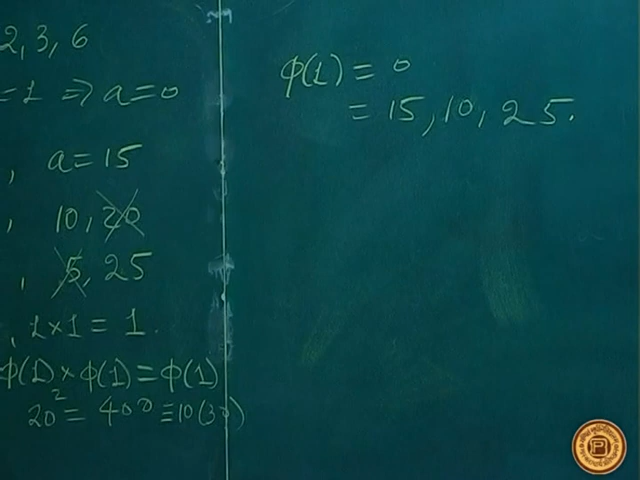 2, 3, 6
= 1 ⇒ a = 0
, a = 15
, 10, 20
, 5, 25
, 1 × 1 = 1.
φ(1) × φ(1) = φ(1)
20² = 400 ≡ 10(30)
φ(1) = 0
= 15, 10, 25.